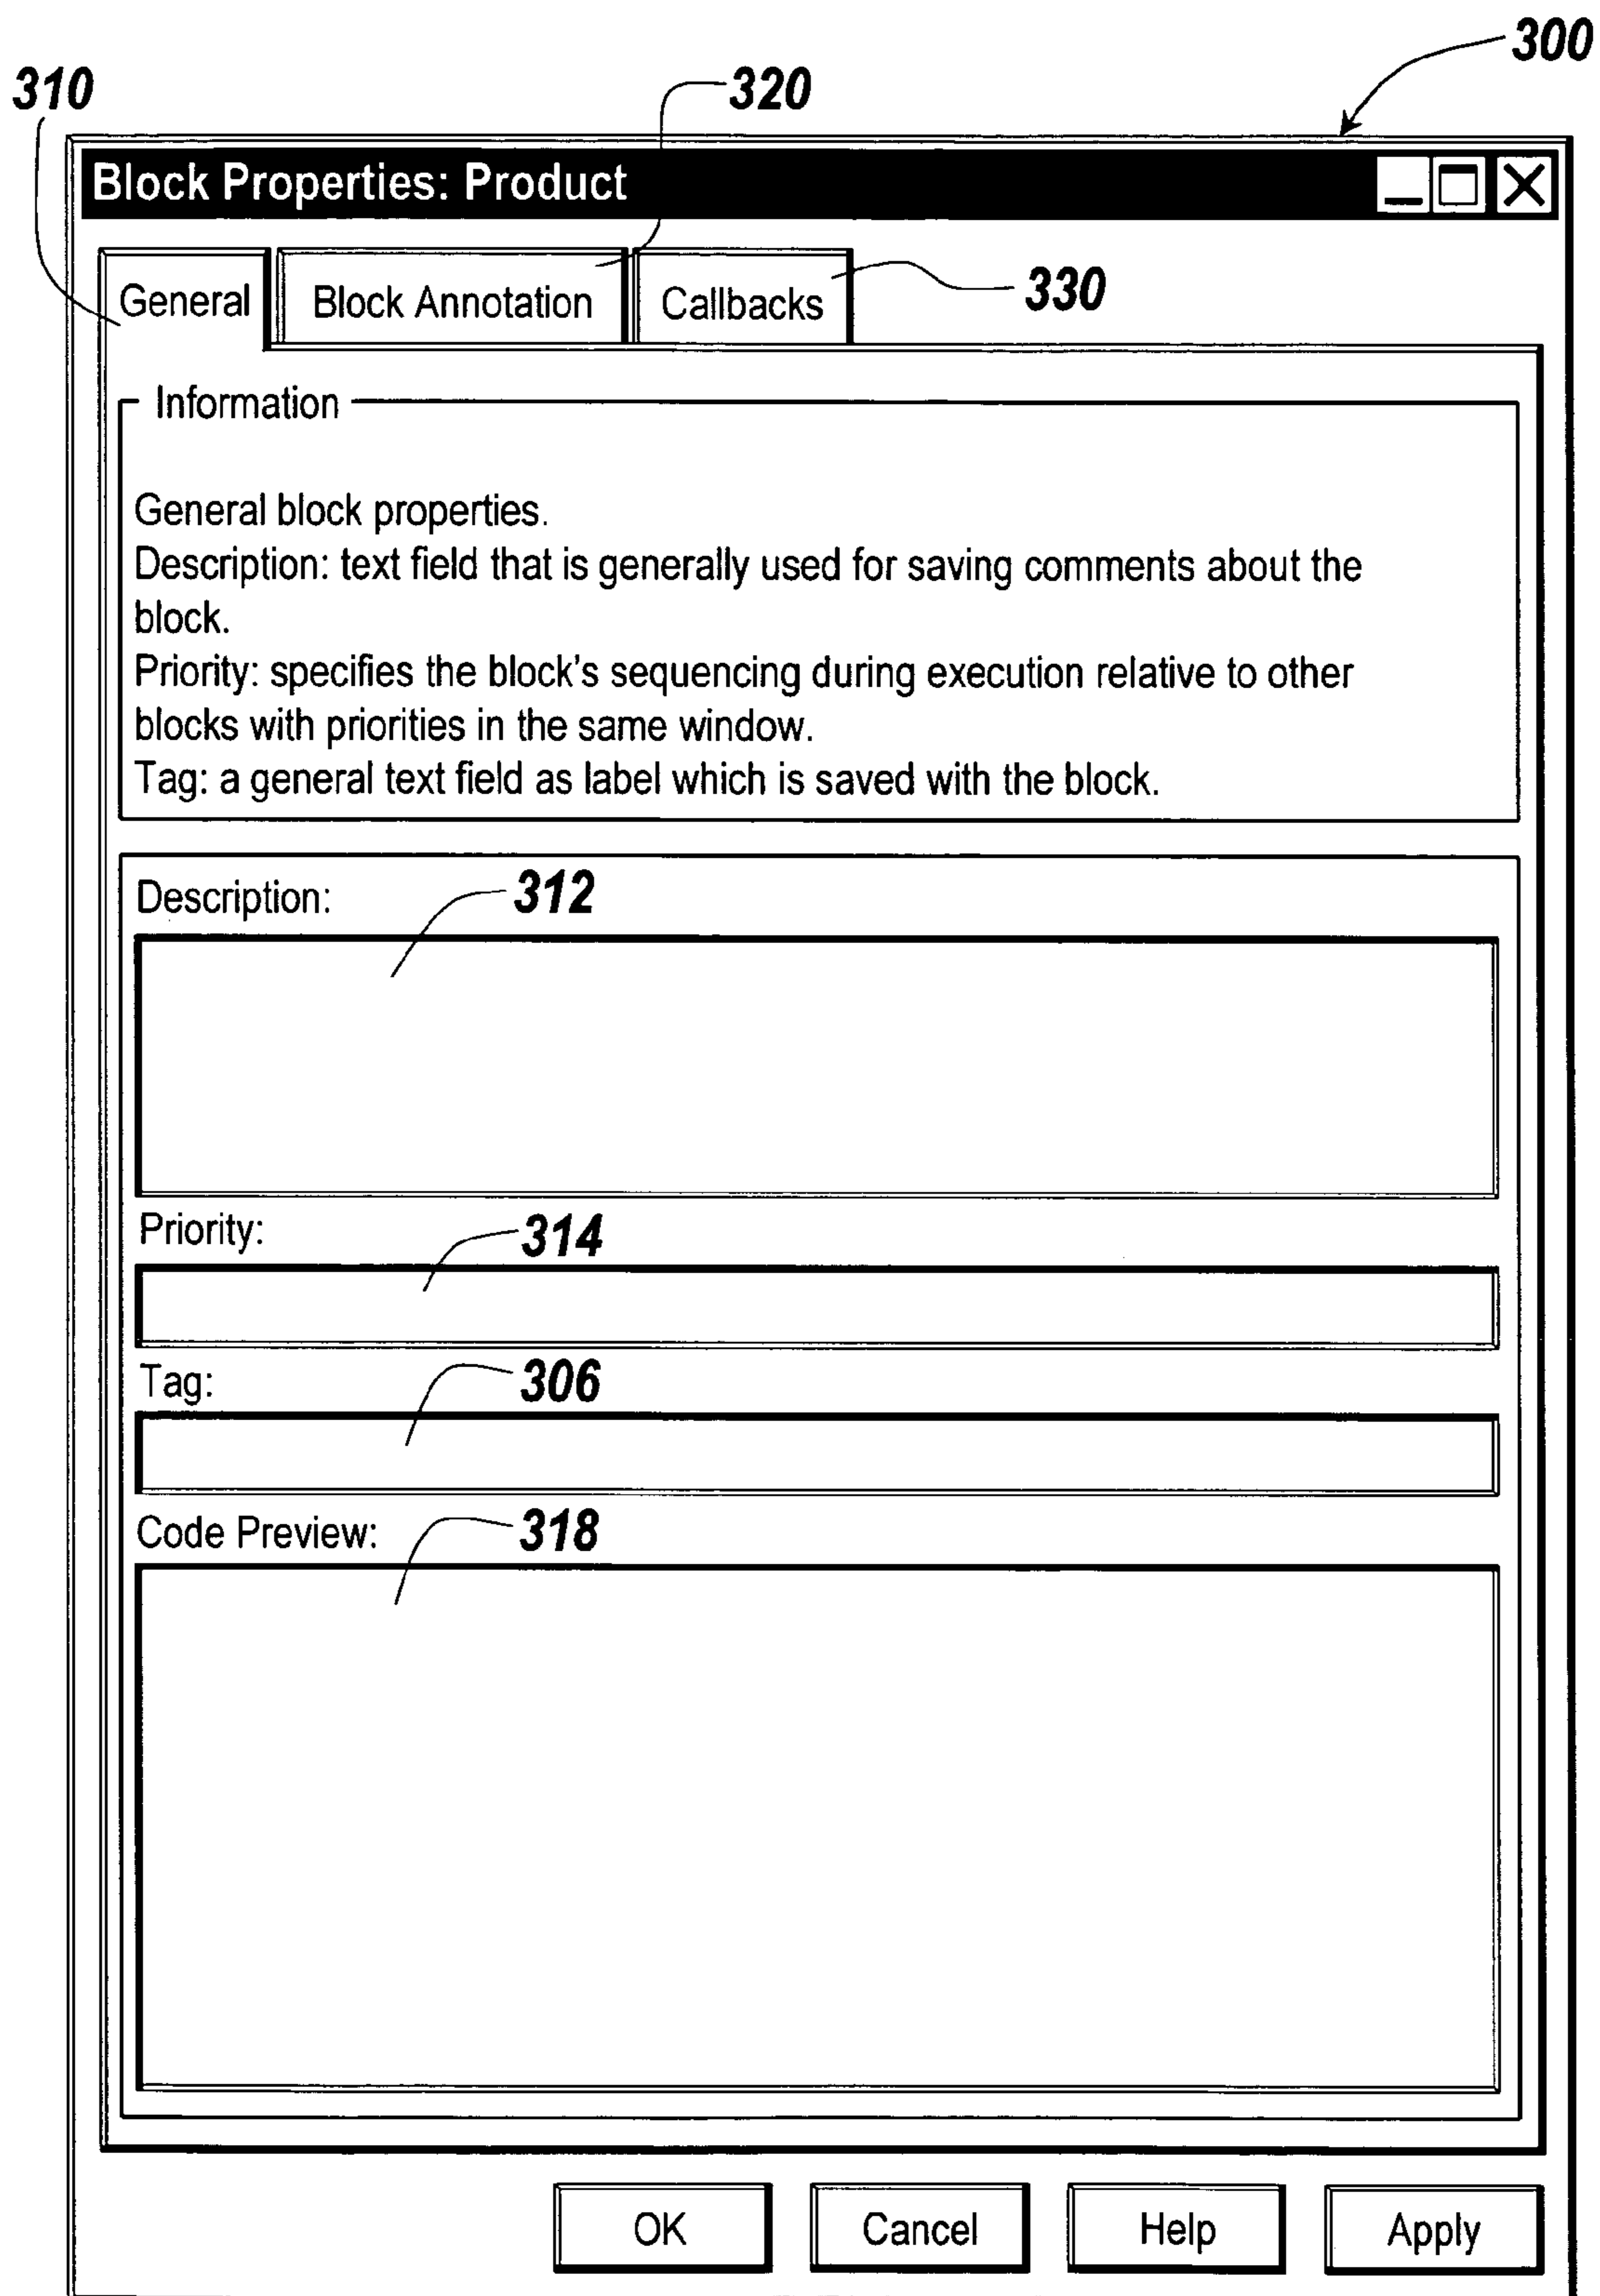 300
310
320
Block Properties: Product
General
Block Annotation
Callbacks
330
Information
General block properties.
Description: text field that is generally used for saving comments about the
block.
Priority: specifies the block's sequencing during execution relative to other
blocks with priorities in the same window.
Tag: a general text field as label which is saved with the block.
Description:
312
Priority:
314
Tag:
306
Code Preview:
318
OK
Cancel
Help
Apply